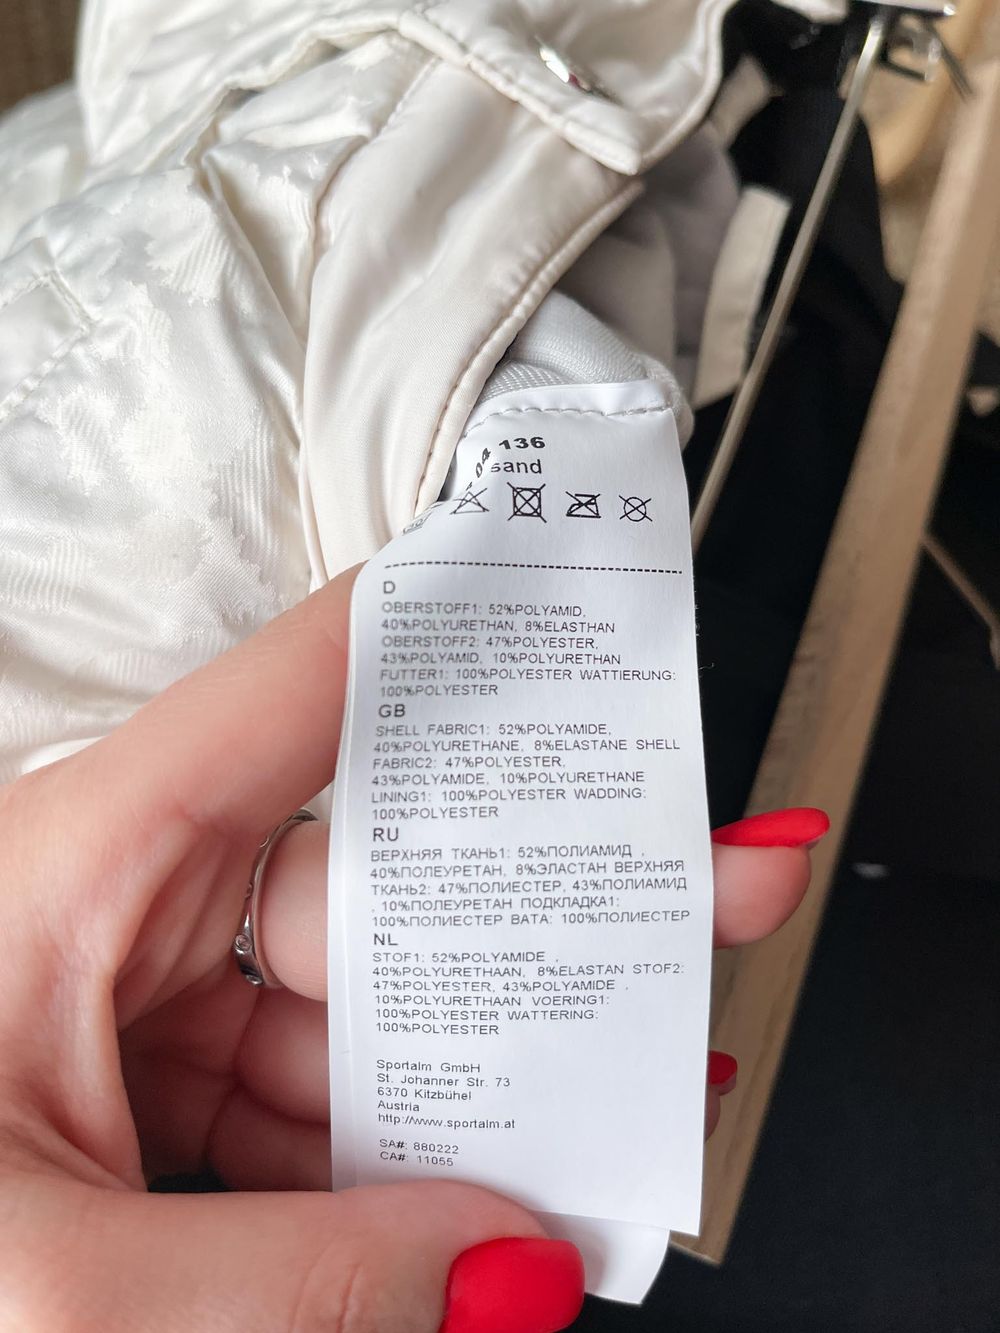 04 136
sand
D
OBERSTOFF1: 52%POLYAMID,
40%POLYURETHAN, 8%ELASTHAN
OBERSTOFF2: 47%POLYESTER,
43%POLYAMID, 10%POLYURETHAN
FUTTER1: 100%POLYESTER WATTIERUNG:
100%POLYESTER
GB
SHELL FABRIC1: 52%POLYAMIDE,
40%POLYURETHANE, 8%ELASTANE SHELL
FABRIC2: 47%POLYESTER,
43%POLYAMIDE, 10%POLYURETHANE
LINING1: 100%POLYESTER WADDING:
100%POLYESTER
RU
ВЕРХНЯЯ ТКАНЬ1: 52%ПОЛИАМИД ,
40%ПОЛЕУРЕТАН, 8%ЭЛАСТАН ВЕРХНЯЯ
ТКАНЬ2: 47%ПОЛИЕСТЕР, 43%ПОЛИАМИД
, 10%ПОЛЕУРЕТАН ПОДКЛАДКА1:
100%ПОЛИЕСТЕР ВАТА: 100%ПОЛИЕСТЕР
NL
STOF1: 52%POLYAMIDE ,
40%POLYURETHAAN, 8%ELASTAN STOF2:
47%POLYESTER, 43%POLYAMIDE ,
10%POLYURETHAAN VOERING1:
100%POLYESTER WATTERING:
100%POLYESTER
Sportalm GmbH
St. Johanner Str. 73
6370 Kitzbühel
Austria
http://www.sportalm.at
SA#: 880222
CA#: 11055